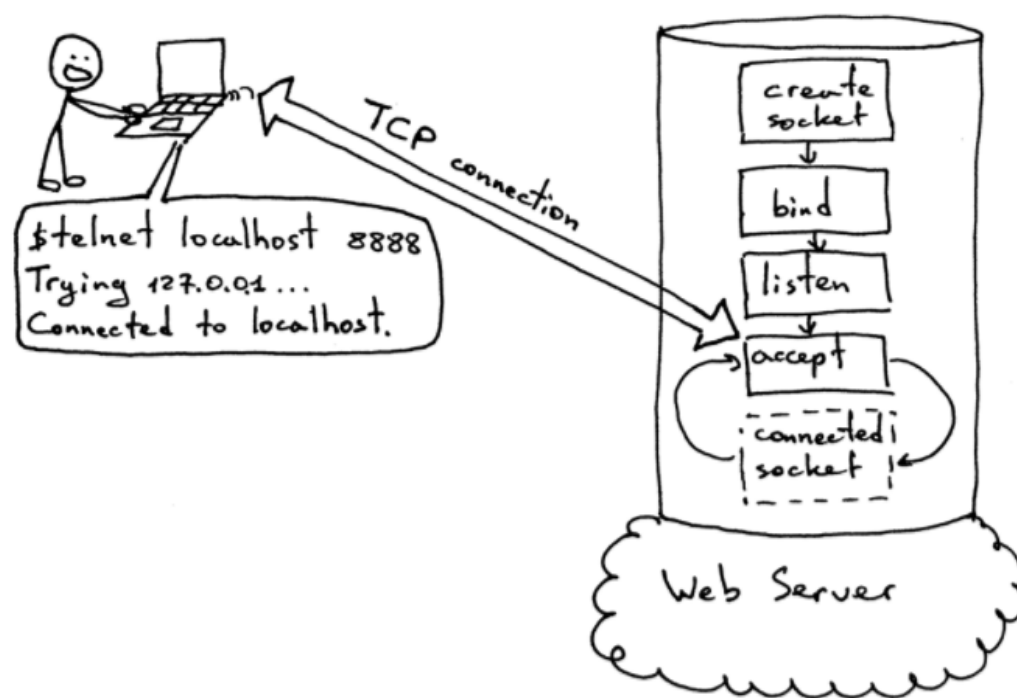 $telnet localhost 8888
Trying 127.0.0.1 ...
Connected to localhost.
TCP connection
create
socket
bind
listen
accept
connected
socket
Web Server